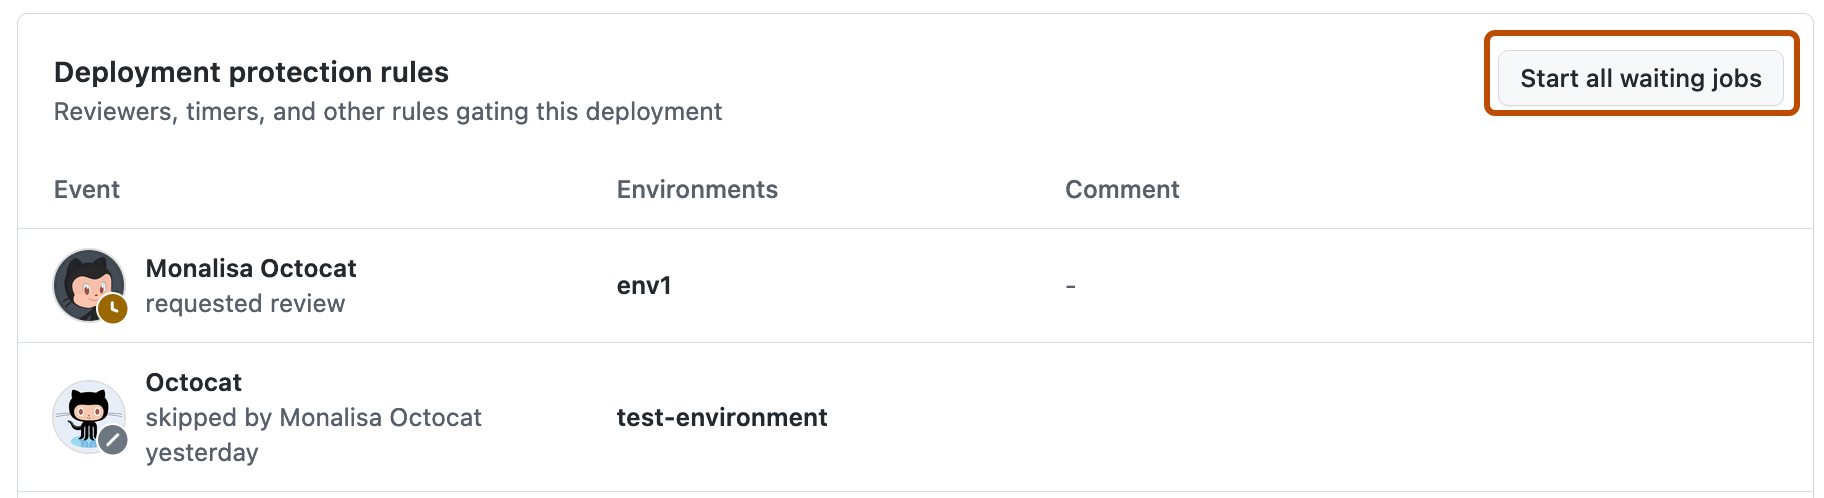 Deployment protection rules
Start all waiting jobs
Reviewers, timers, and other rules gating this deployment
Event Environments Comment
Monalisa Octocat
requested review
env1
-
Octocat
skipped by Monalisa Octocat
yesterday
test-environment